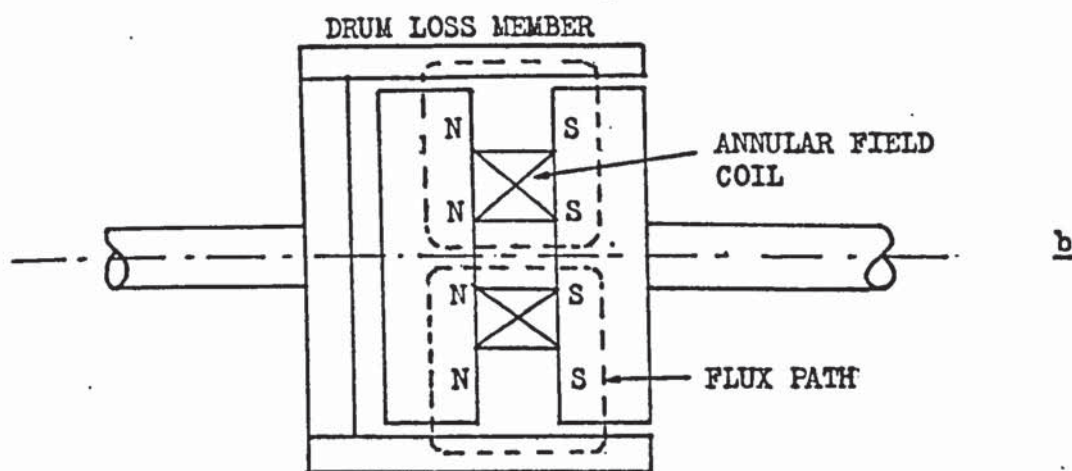 DRUM LOSS MEMBER
N S
ANNULAR FIELD
COIL
N S
b
N S
N S
FLUX PATH